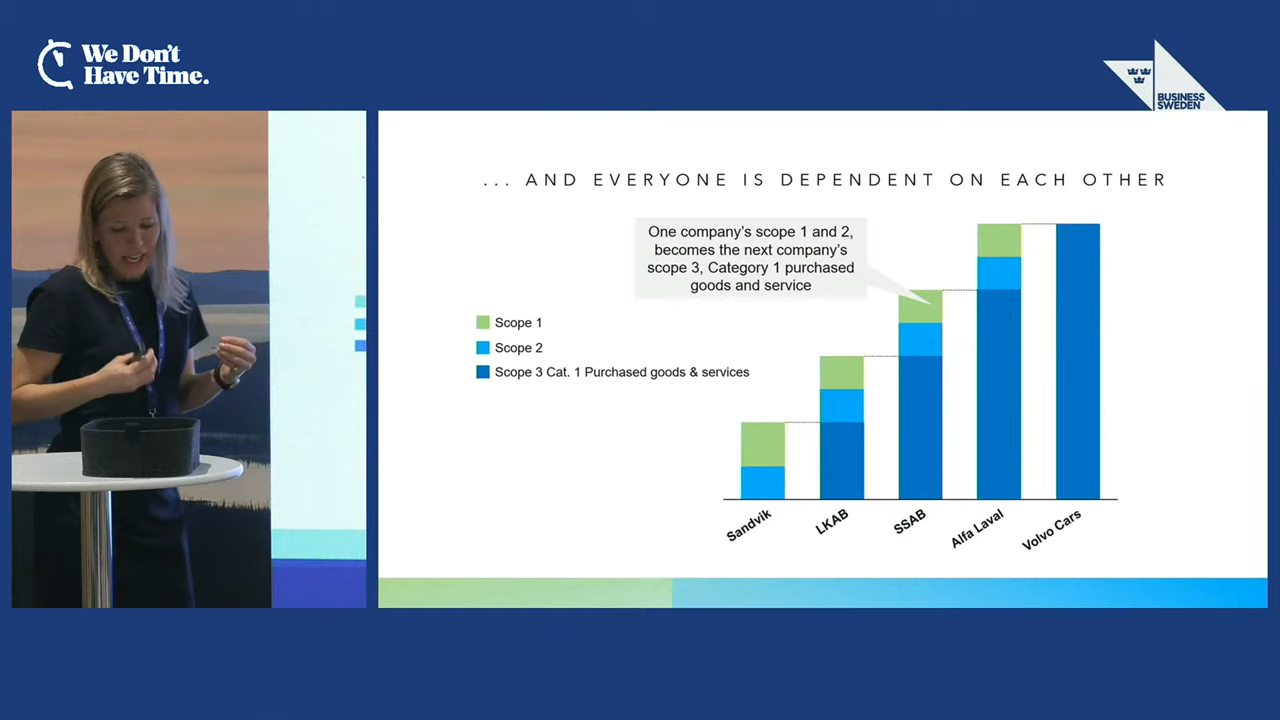 We Don't
Have Time.
BUSINESS
SWEDEN
... AND EVERYONE IS DEPENDENT ON EACH OTHER
One company's scope 1 and 2,
becomes the next company's
scope 3, Category 1 purchased
goods and service
Scope 1
Scope 2
Scope 3 Cat. 1 Purchased goods & services
Sandvik
LKAB
SSAB
Alfa Laval
Volvo Cars